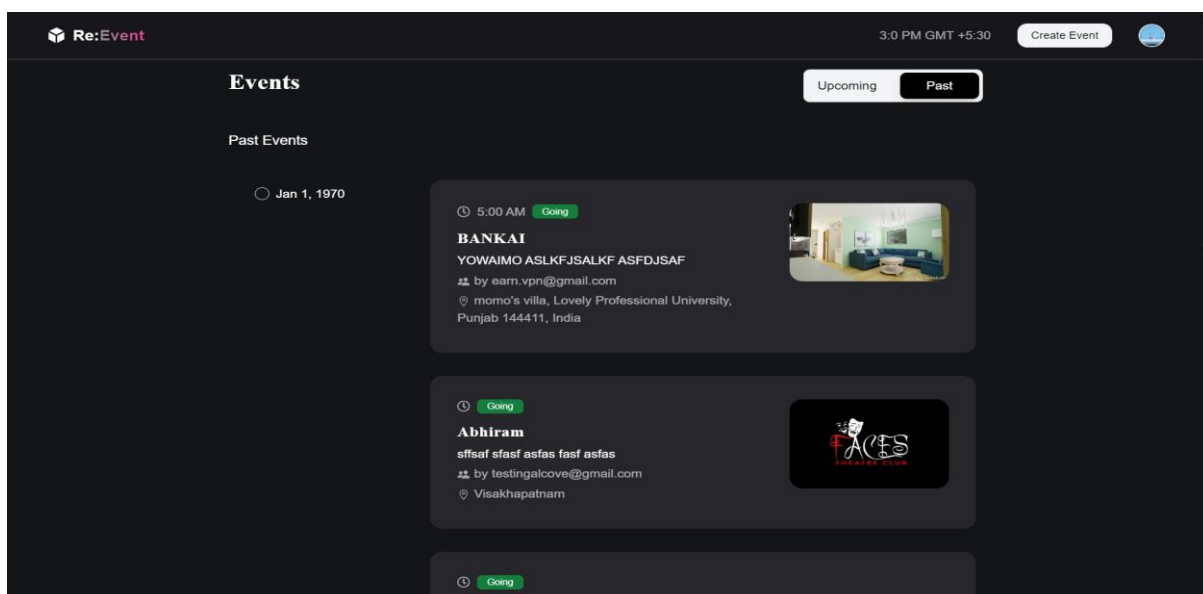 Re:Event
3:0 PM GMT +5:30
Create Event
Events
Upcoming
Past
Past Events
Jan 1, 1970
5:00 AM Going
BANKAI
YOWAIMO ASLKFJSALKF ASFDJSAF
by earn.vpn@gmail.com
momo's villa, Lovely Professional University,
Punjab 144411, India
Going
Abhiram
sffsaf sfasf asfas fasf asfas
by testingalcove@gmail.com
Visakhapatnam
FACES
THEATRE CLUB
Going